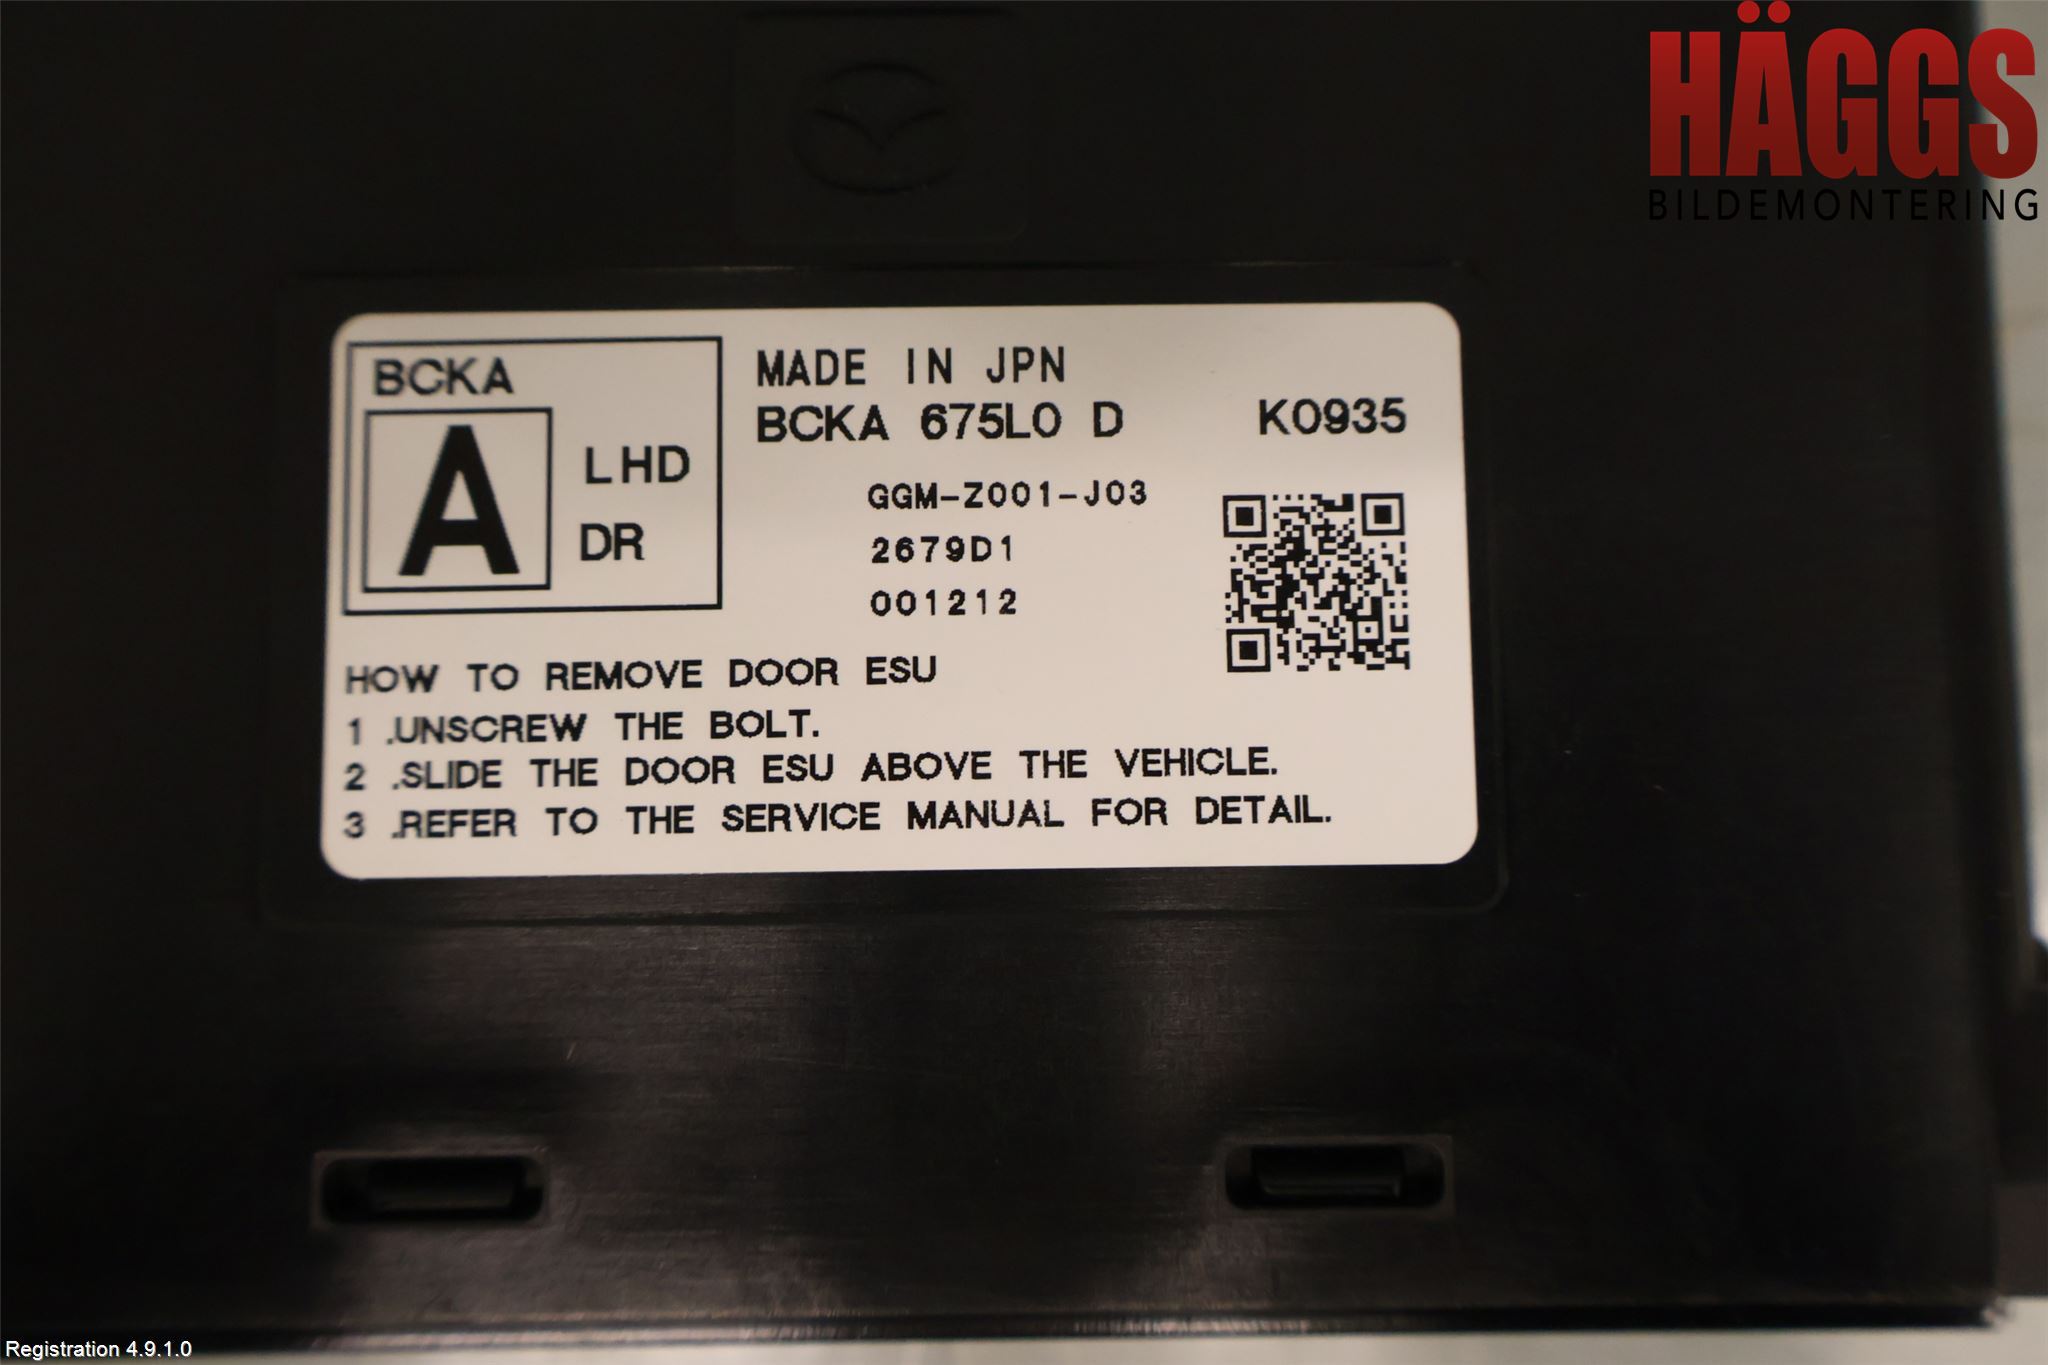 HÄGGS
BILDEMONTERING
BCKA
A
LHD
DR
MADE IN JPN
BCKA 675L0 D
K0935
GGM-Z001-J03
2679D1
001212
HOW TO REMOVE DOOR ESU
1 .UNSCREW THE BOLT.
2 .SLIDE THE DOOR ESU ABOVE THE VEHICLE.
3 .REFER TO THE SERVICE MANUAL FOR DETAIL.
Registration 4.9.1.0